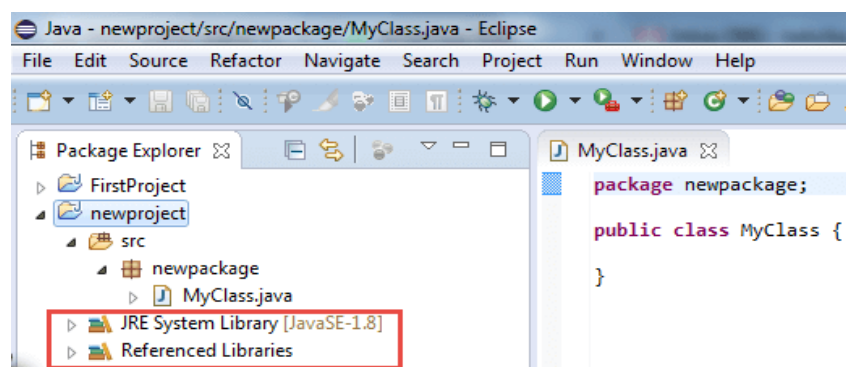 Java - newproject/src/newpackage/MyClass.java - Eclipse
File Edit Source Refactor Navigate Search Project Run Window Help
Package Explorer
MyClass.java
FirstProject
newproject
src
newpackage
MyClass.java
JRE System Library [JavaSE-1.8]
Referenced Libraries
package newpackage;
public class MyClass {
}